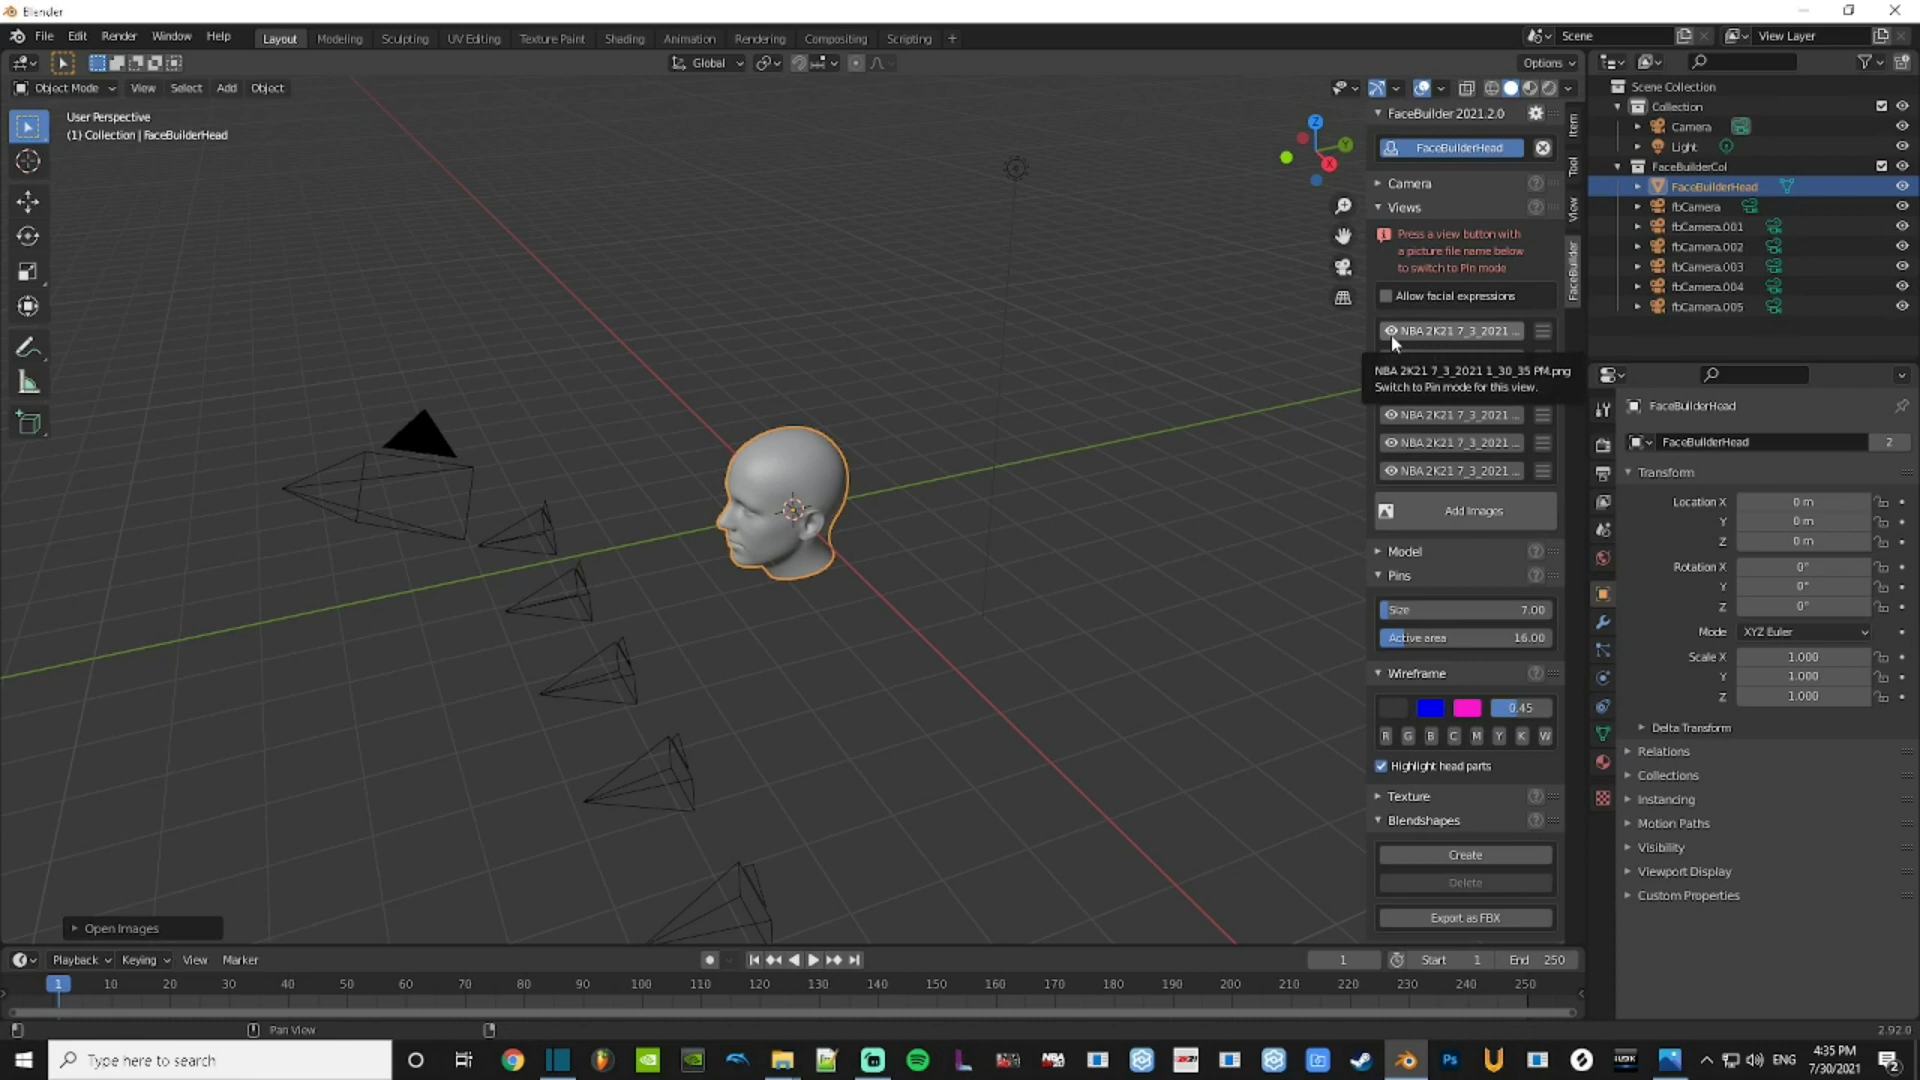 Blender
File Edit Render Window Help
Layout Modeling Sculpting UV Editing Texture Paint Shading Animation Rendering Compositing Scripting +
Scene
View Layer
Global
Options
Object Mode View Select Add Object
User Perspective
(1) Collection | FaceBuilderHead
Z
Y
X
FaceBuilder 2021.2.0
FaceBuilderHead
Camera
Views
Press a view button with
a picture file name below
to switch to Pin mode
Allow facial expressions
NBA 2K21 7_3_2021 ...
NBA 2K21 7_3_2021 1_30_35 PM.png
Switch to Pin mode for this view.
NBA 2K21 7_3_2021 ...
NBA 2K21 7_3_2021 ...
NBA 2K21 7_3_2021 ...
Add Images
Model
Pins
Size 7.00
Active area 16.00
Wireframe
0.45
R G B C M Y K W
Highlight head parts
Texture
Blendshapes
Create
Delete
Export as FBX
Item
Tool
View
FaceBuilder
Scene Collection
Collection
Camera
Light
FaceBuilderCol
FaceBuilderHead
fbCamera
fbCamera.001
fbCamera.002
fbCamera.003
fbCamera.004
fbCamera.005
FaceBuilderHead
FaceBuilderHead 2
Transform
Location X 0 m
Y 0 m
Z 0 m
Rotation X 0°
Y 0°
Z 0°
Mode XYZ Euler
Scale X 1.000
Y 1.000
Z 1.000
Delta Transform
Relations
Collections
Instancing
Motion Paths
Visibility
Viewport Display
Custom Properties
Open Images
Playback Keying View Marker
1 Start 1 End 250
1 10 20 30 40 50 60 70 80 90 100 110 120 130 140 150 160 170 180 190 200 210 220 230 240 250
Pan View
2.92.0
Type here to search
ENG
4:35 PM
7/30/2021
2